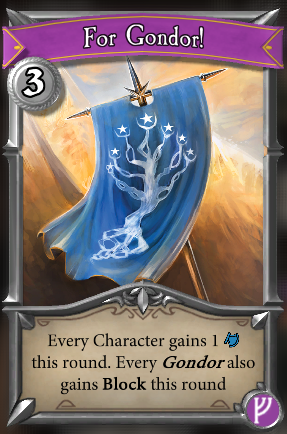 For Gondor!
3
Every Character gains 1
this round. Every Gondor also
gains Block this round